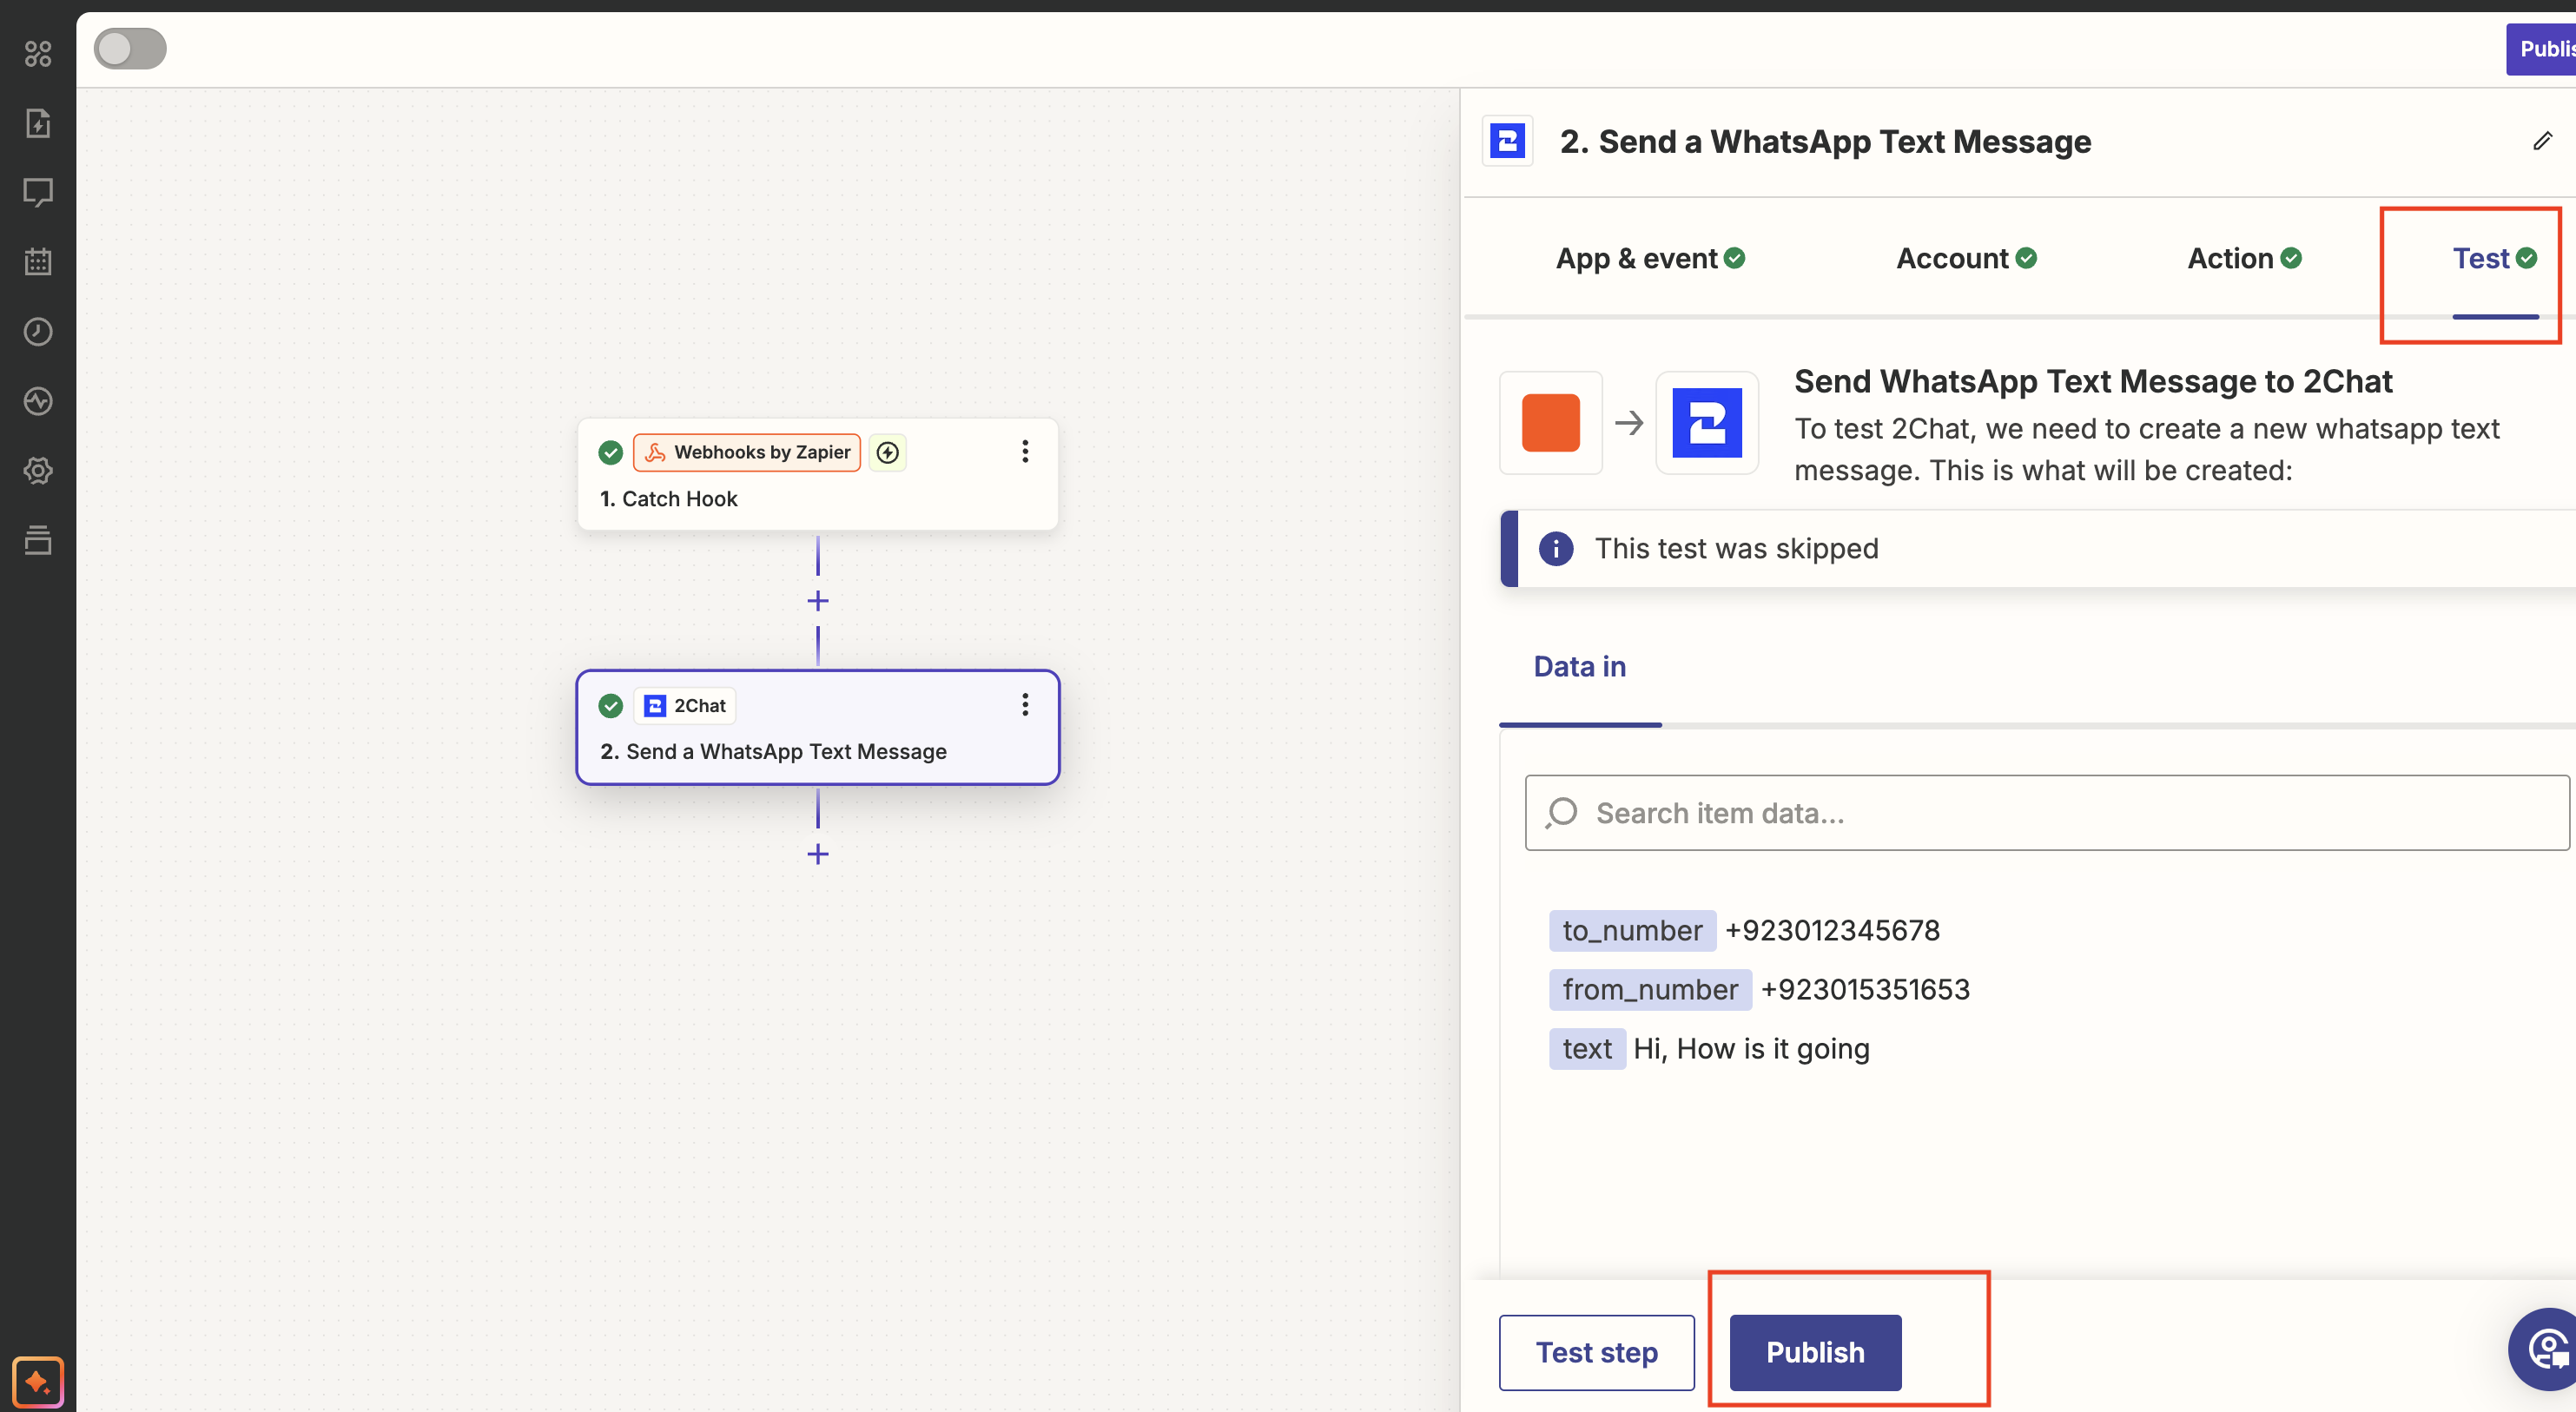 Publis
2. Send a WhatsApp Text Message
App & event
Account
Action
Test
Webhooks by Zapier
1. Catch Hook
2Chat
2. Send a WhatsApp Text Message
Send WhatsApp Text Message to 2Chat
To test 2Chat, we need to create a new whatsapp text
message. This is what will be created:
This test was skipped
Data in
Search item data...
to_number +923012345678
from_number +923015351653
text Hi, How is it going
Test step
Publish